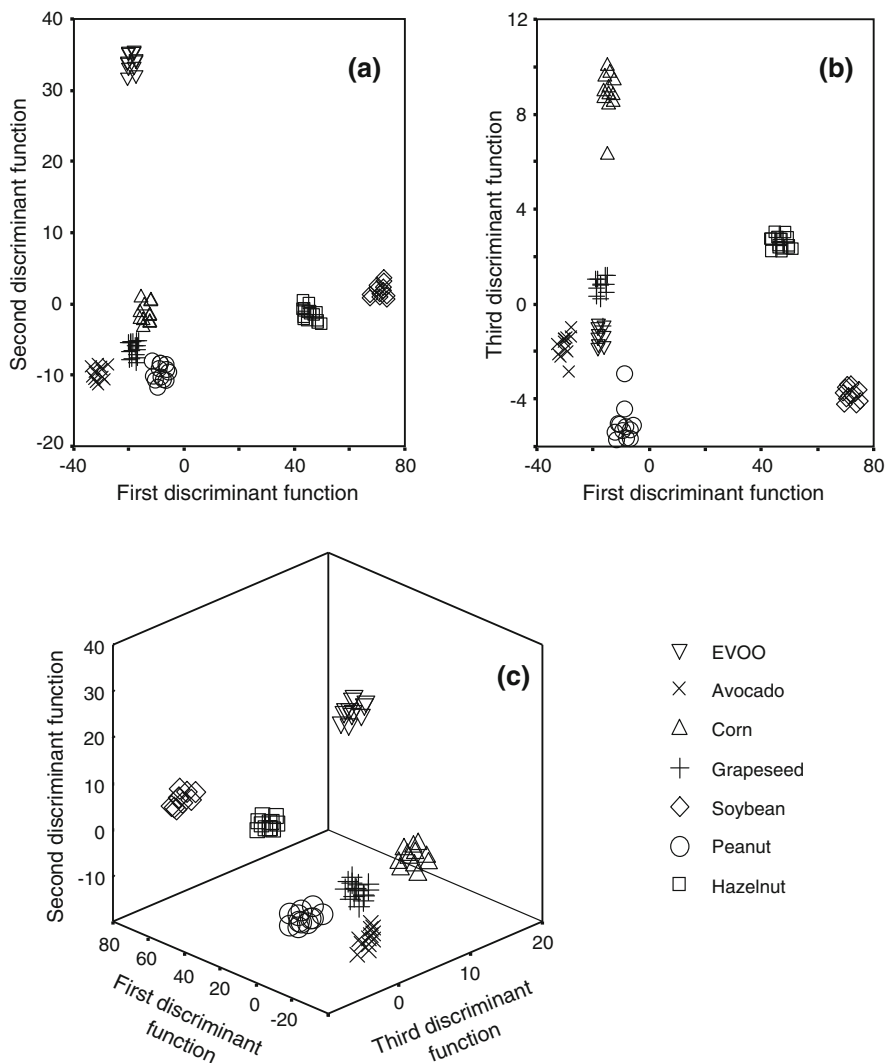 40
30
20
10
0
-10
-20
Second discriminant function
(a)
-40
0
40
80
First discriminant function
12
8
4
0
-4
Third discriminant function
(b)
-40
0
40
80
First discriminant function
40
30
20
10
0
-10
Second discriminant function
(c)
80
60
40
20
0
-20
First discriminant
function
0
10
20
Third discriminant
function
EVOO
Avocado
Corn
Grapeseed
Soybean
Peanut
Hazelnut